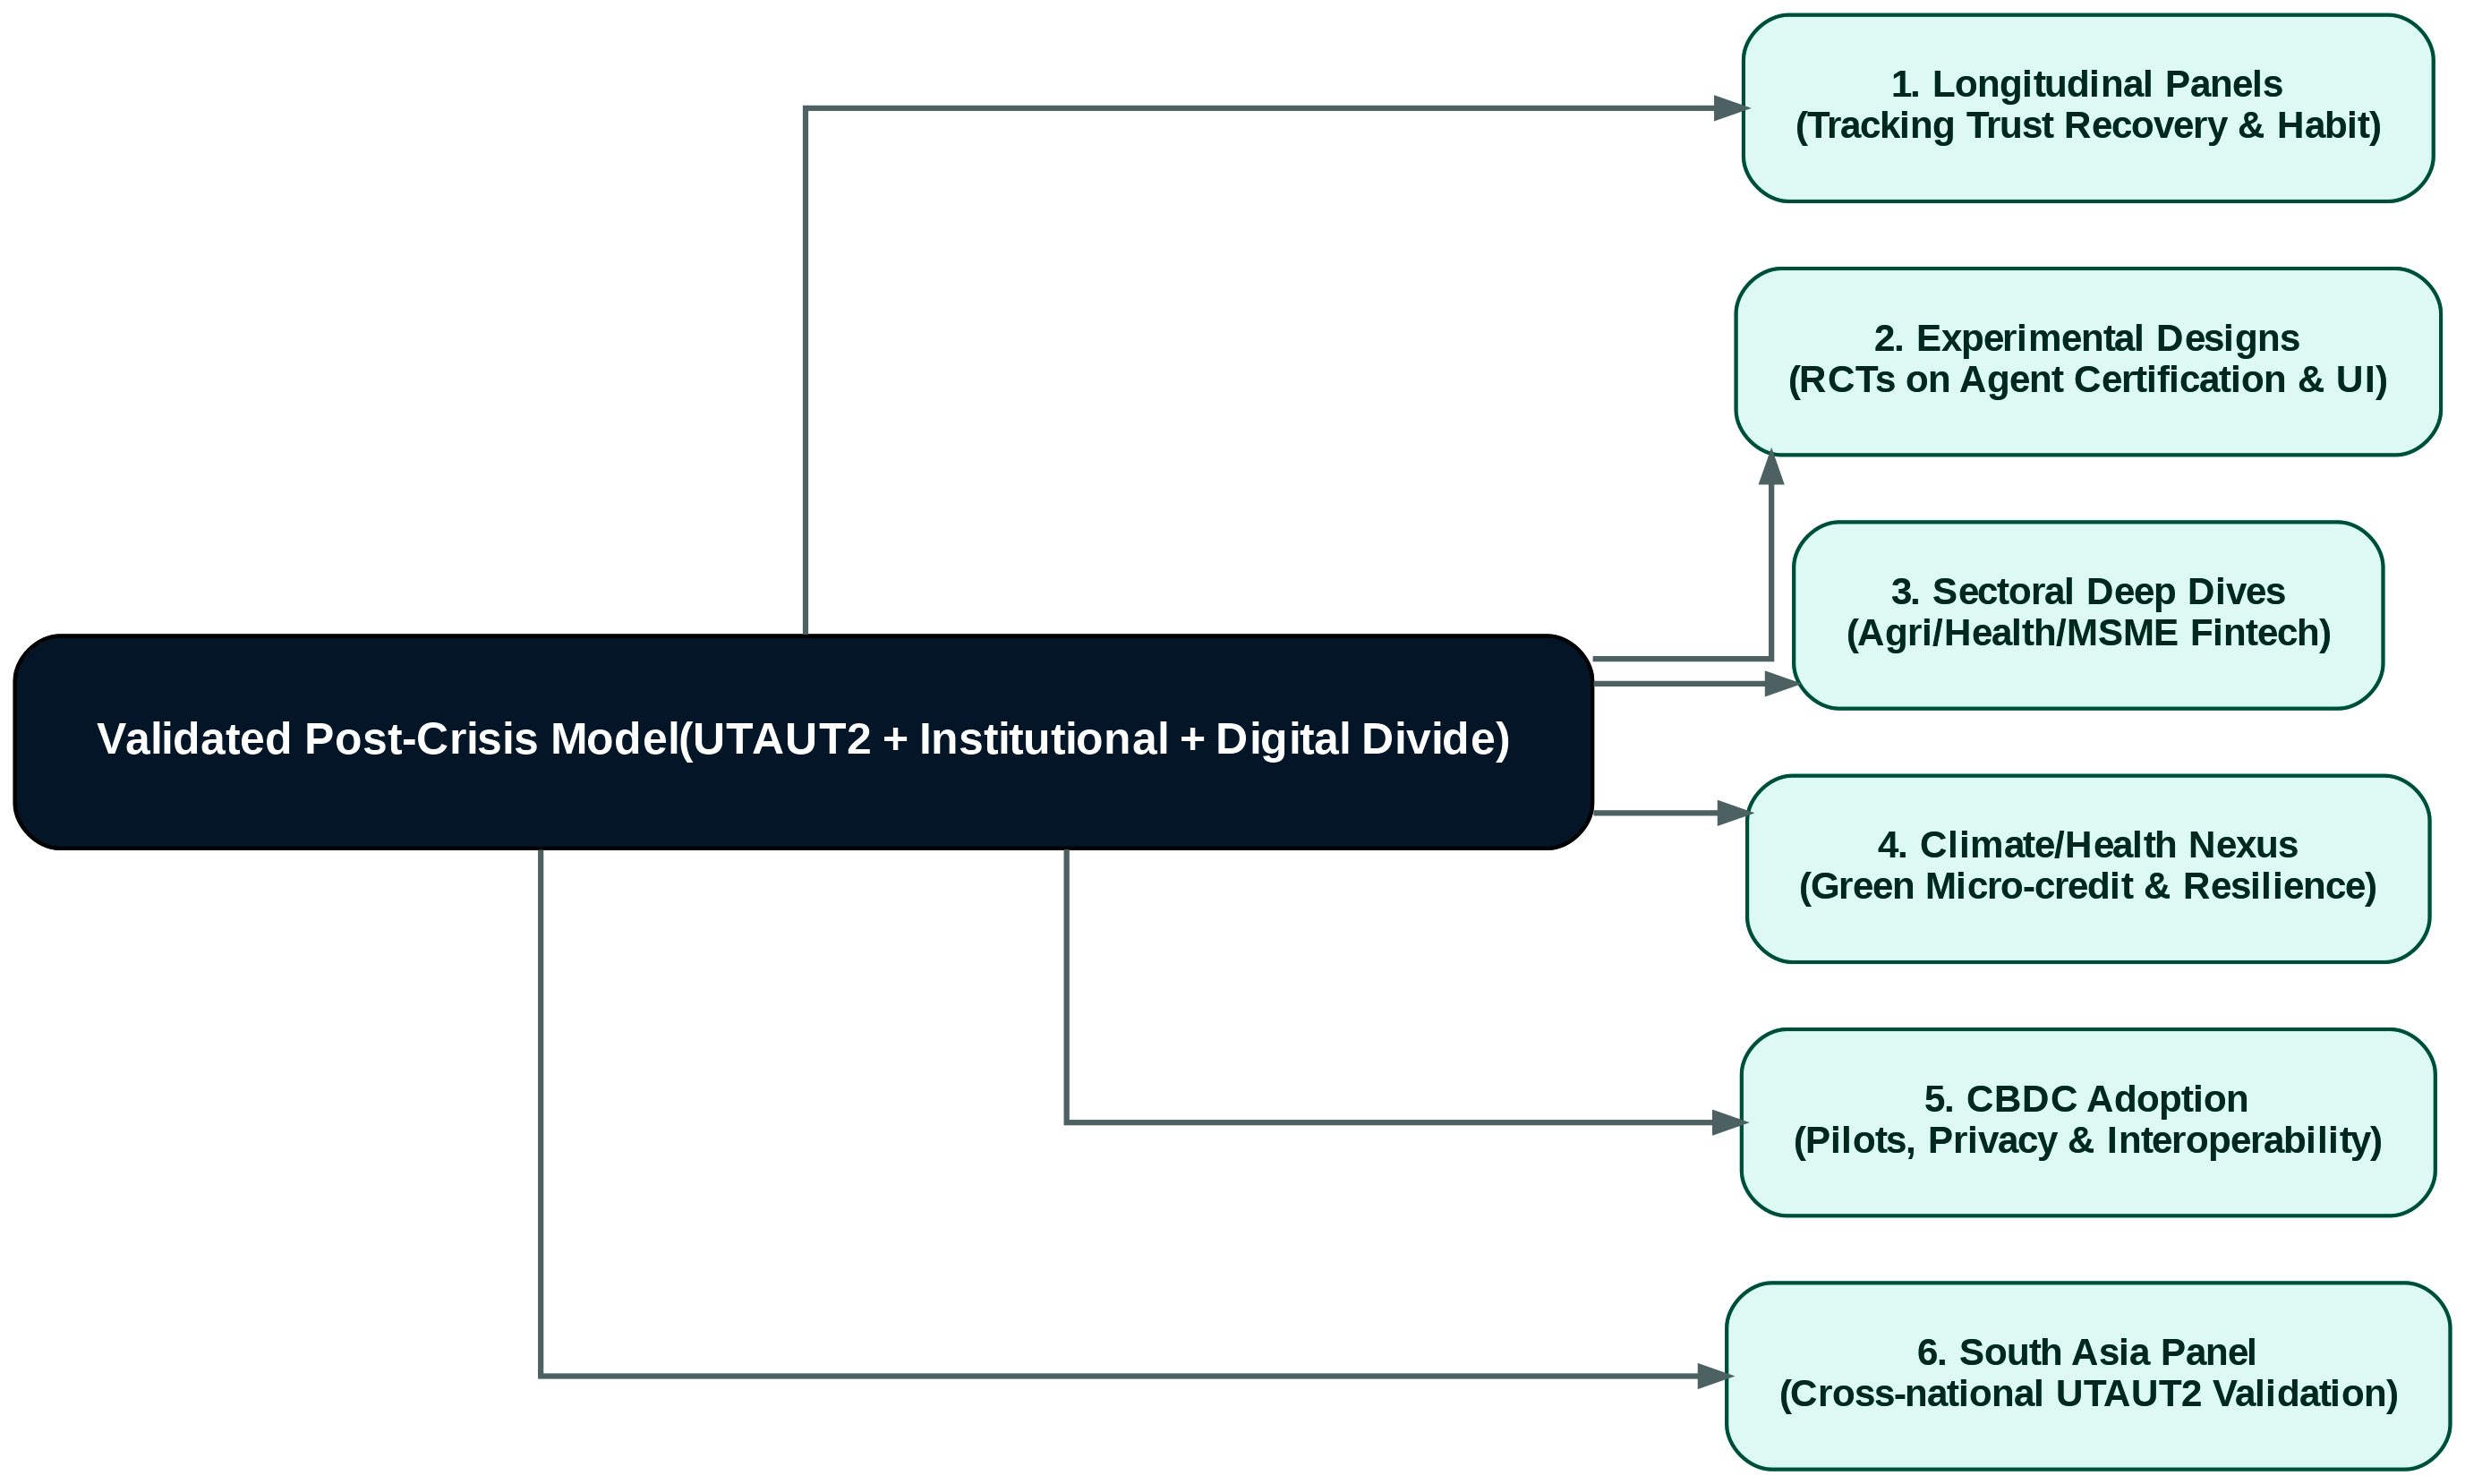 1. Longitudinal Panels
(Tracking Trust Recovery & Habit)
2. Experimental Designs
(RCTs on Agent Certification & UI)
3. Sectoral Deep Dives
(Agri/Health/MSME Fintech)
Validated Post-Crisis Model(UTAUT2 + Institutional + Digital Divide)
4. Climate/Health Nexus
(Green Micro-credit & Resilience)
5. CBDC Adoption
(Pilots, Privacy & Interoperability)
6. South Asia Panel
(Cross-national UTAUT2 Validation)